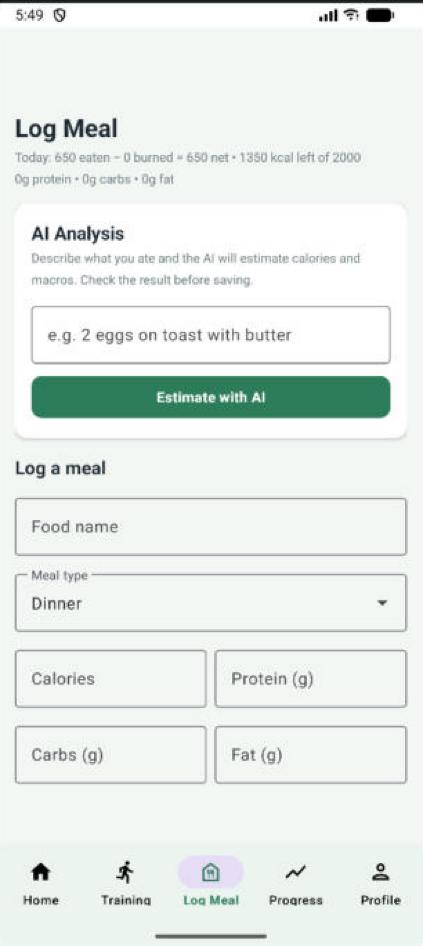 5:49
Log Meal
Today: 650 eaten – 0 burned = 650 net • 1350 kcal left of 2000
0g protein • 0g carbs • 0g fat
AI Analysis
Describe what you ate and the AI will estimate calories and
macros. Check the result before saving.
e.g. 2 eggs on toast with butter
Estimate with AI
Log a meal
Food name
Meal type
Dinner
Calories
Protein (g)
Carbs (g)
Fat (g)
Home
Training
Log Meal
Progress
Profile